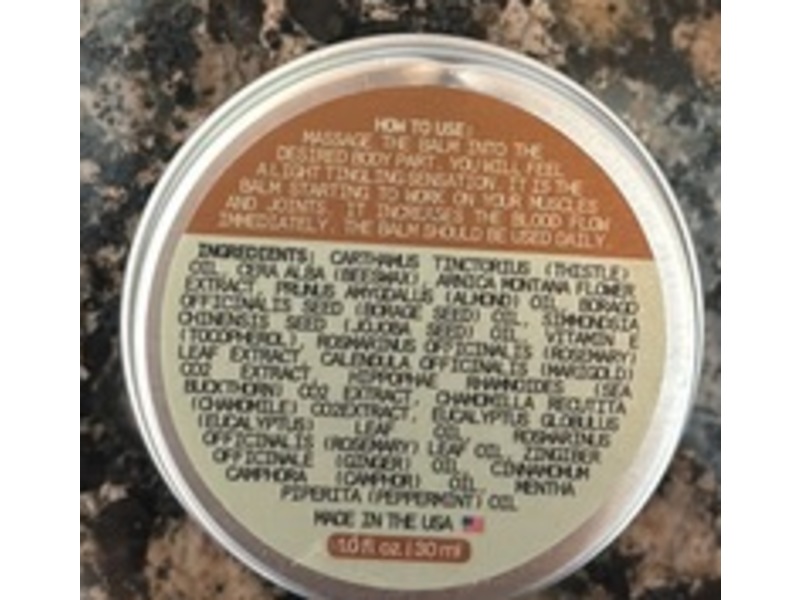 HOW TO USE:
MASSAGE THE BALM INTO THE
DESIRED BODY PART. YOU WILL FEEL
A LIGHT TINGLING SENSATION. IT IS THE
BALM STARTING TO WORK ON YOUR MUSCLES
AND JOINTS. IT INCREASES THE BLOOD FLOW
IMMEDIATELY. THE BALM SHOULD BE USED DAILY.
INGREDIENTS: CARTHAMUS TINCTORIUS (THISTLE)
OIL, CERA ALBA (BEESWAX), ARNICA MONTANA FLOWER
EXTRACT, PRUNUS AMYGDALUS (ALMOND) OIL, BORAGO
OFFICINALIS SEED (BORAGE SEED) OIL, SIMMONDSIA
CHINENSIS SEED (JOJOBA SEED) OIL, VITAMIN E
(TOCOPHEROL), ROSMARINUS OFFICINALIS (ROSEMARY)
LEAF EXTRACT, CALENDULA OFFICINALIS (MARIGOLD)
CO2 EXTRACT, HIPPOPHAE RHAMNOIDES (SEA
BUCKTHORN) CO2 EXTRACT, CHAMOMILLA RECUTITA
(CHAMOMILE) CO2EXTRACT, EUCALYPTUS GLOBULUS
(EUCALYPTUS) LEAF OIL, ROSMARINUS
OFFICINALIS (ROSEMARY) LEAF OIL, ZINGIBER
OFFICINALE (GINGER) OIL, CINNAMOMUM
CAMPHORA (CAMPHOR) OIL, MENTHA
PIPERITA (PEPPERMINT) OIL
MADE IN THE USA
1.0 fl oz. | 30 ml